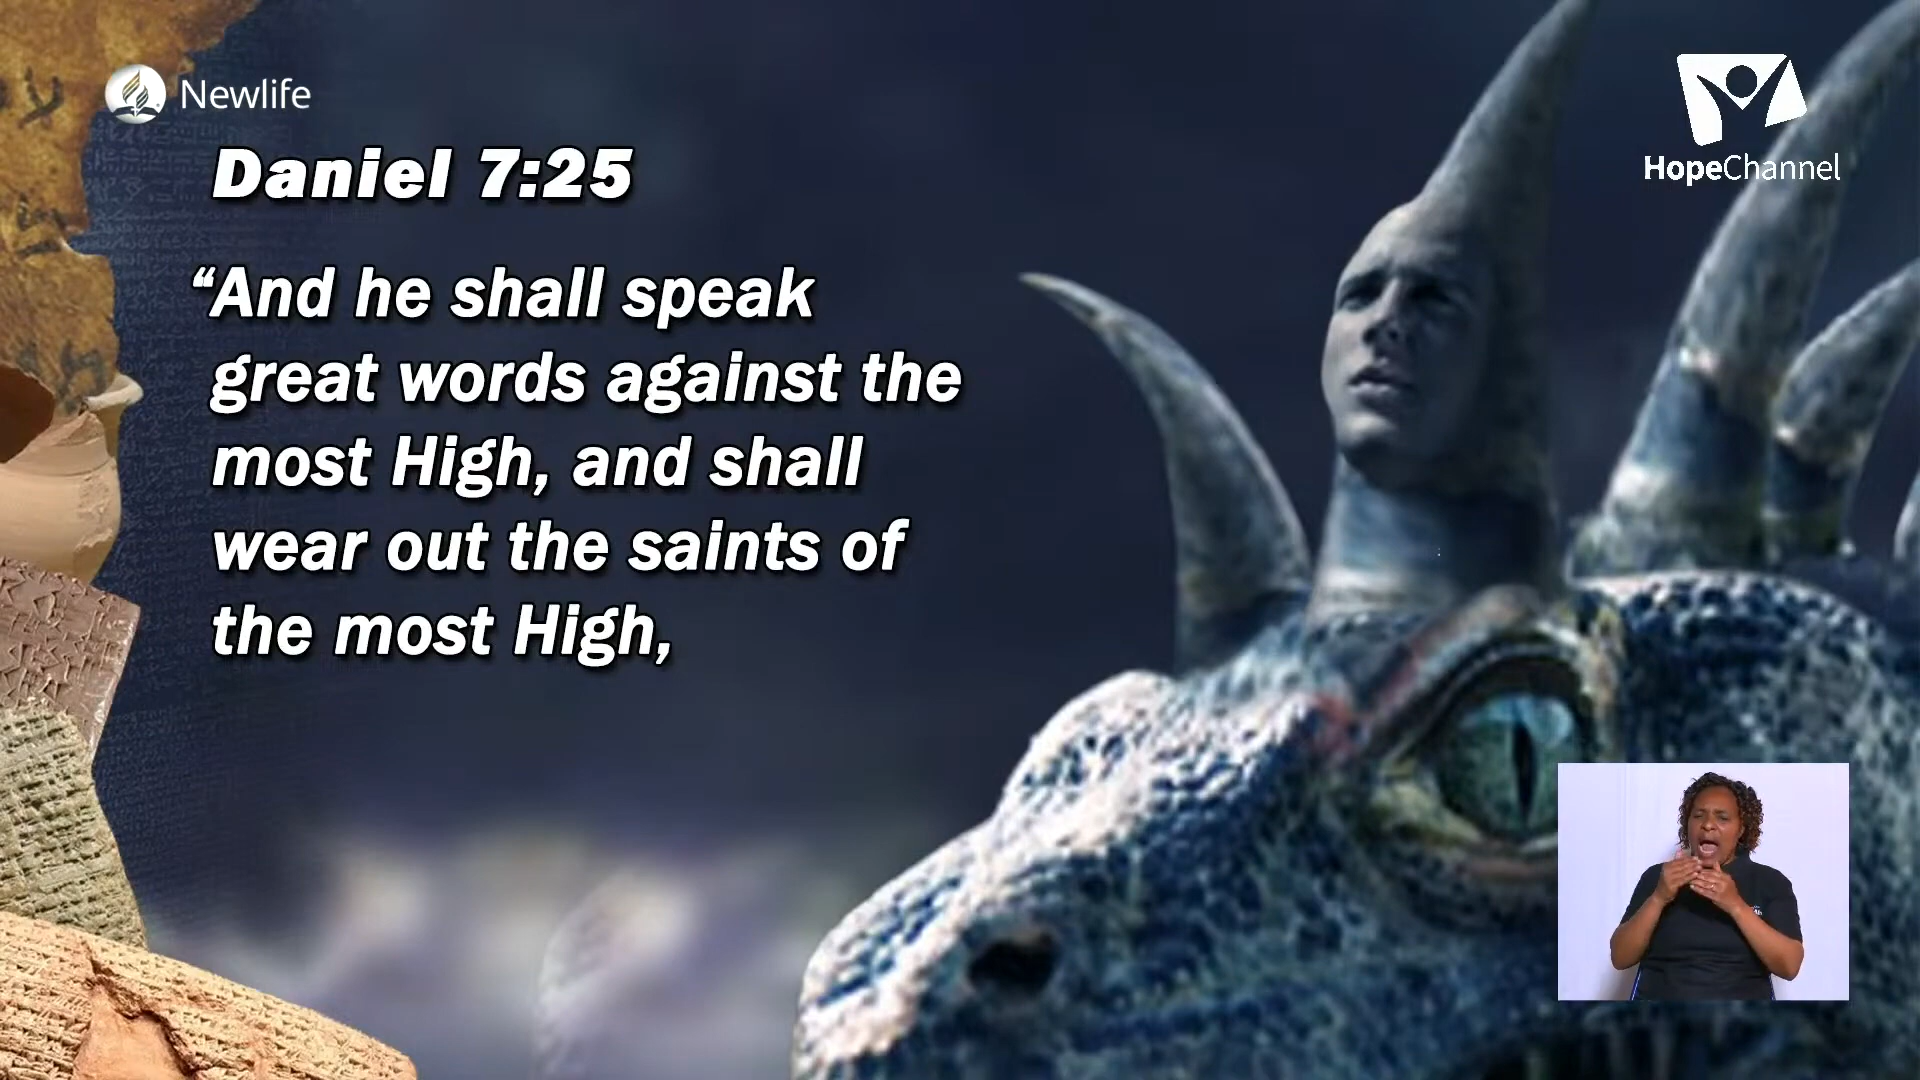 Newlife
HopeChannel
Daniel 7:25
“And he shall speak
great words against the
most High, and shall
wear out the saints of
the most High,